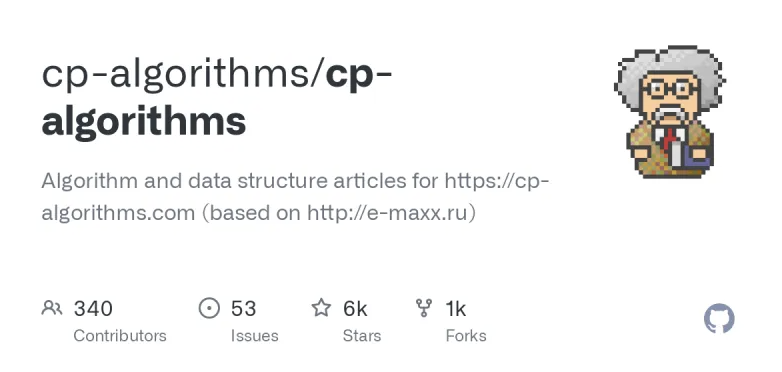 cp-algorithms/cp-
algorithms
Algorithm and data structure articles for https://cp-
algorithms.com (based on http://e-maxx.ru)
340 53 6k 1k
Contributors Issues Stars Forks